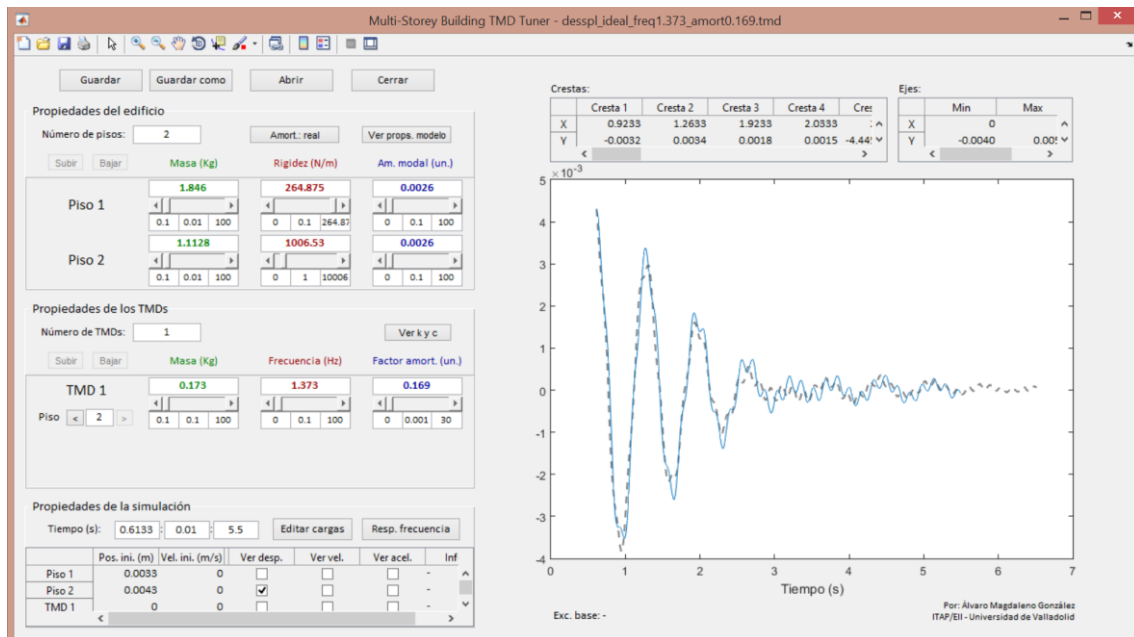 Multi-Storey Building TMD Tuner - desspl_ideal_freq1.373_amort0.169.tmd
Guardar Guardar como Abrir Cerrar
Propiedades del edificio
Número de pisos: 2 Amort.: real Ver props. modelo
Subir Bajar Masa (Kg) Rigidez (N/m) Am. modal (un.)
Piso 1 1.846 264.875 0.0026
0.1 0.01 100 0 0.1 264.87 0 0.1 100
Piso 2 1.1128 1006.53 0.0026
0.1 0.01 100 0 1 10006 0 0.1 100
Propiedades de los TMDs
Número de TMDs: 1 Ver k y c
Subir Bajar Masa (Kg) Frecuencia (Hz) Factor amort. (un.)
TMD 1 0.173 1.373 0.169
Piso < 2 > 0.1 0.1 100 0 0.1 100 0 0.001 30
Propiedades de la simulación
Tiempo (s): 0.6133 : 0.01 : 5.5 Editar cargas Resp. frecuencia
Pos. ini. (m) Vel. ini. (m/s) Ver desp. Ver vel. Ver acel. Inf
Piso 1 0.0033 0 -
Piso 2 0.0043 0 -
TMD 1 0 0 -
Crestas:
Cresta 1 Cresta 2 Cresta 3 Cresta 4 Cres
X 0.9233 1.2633 1.9233 2.0333
Y -0.0032 0.0034 0.0018 0.0015 -4.44
Ejes:
Min Max
X 0
Y -0.0040 0.005
× 10⁻³
5
4
3
2
1
0
-1
-2
-3
-4
0 1 2 3 4 5 6 7
Tiempo (s)
Exc. base: -
Por: Álvaro Magdaleno González
ITAP/EII - Universidad de Valladolid